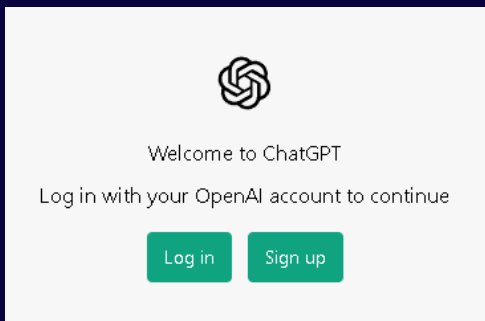 Welcome to ChatGPT
Log in with your OpenAI account to continue
Log in
Sign up